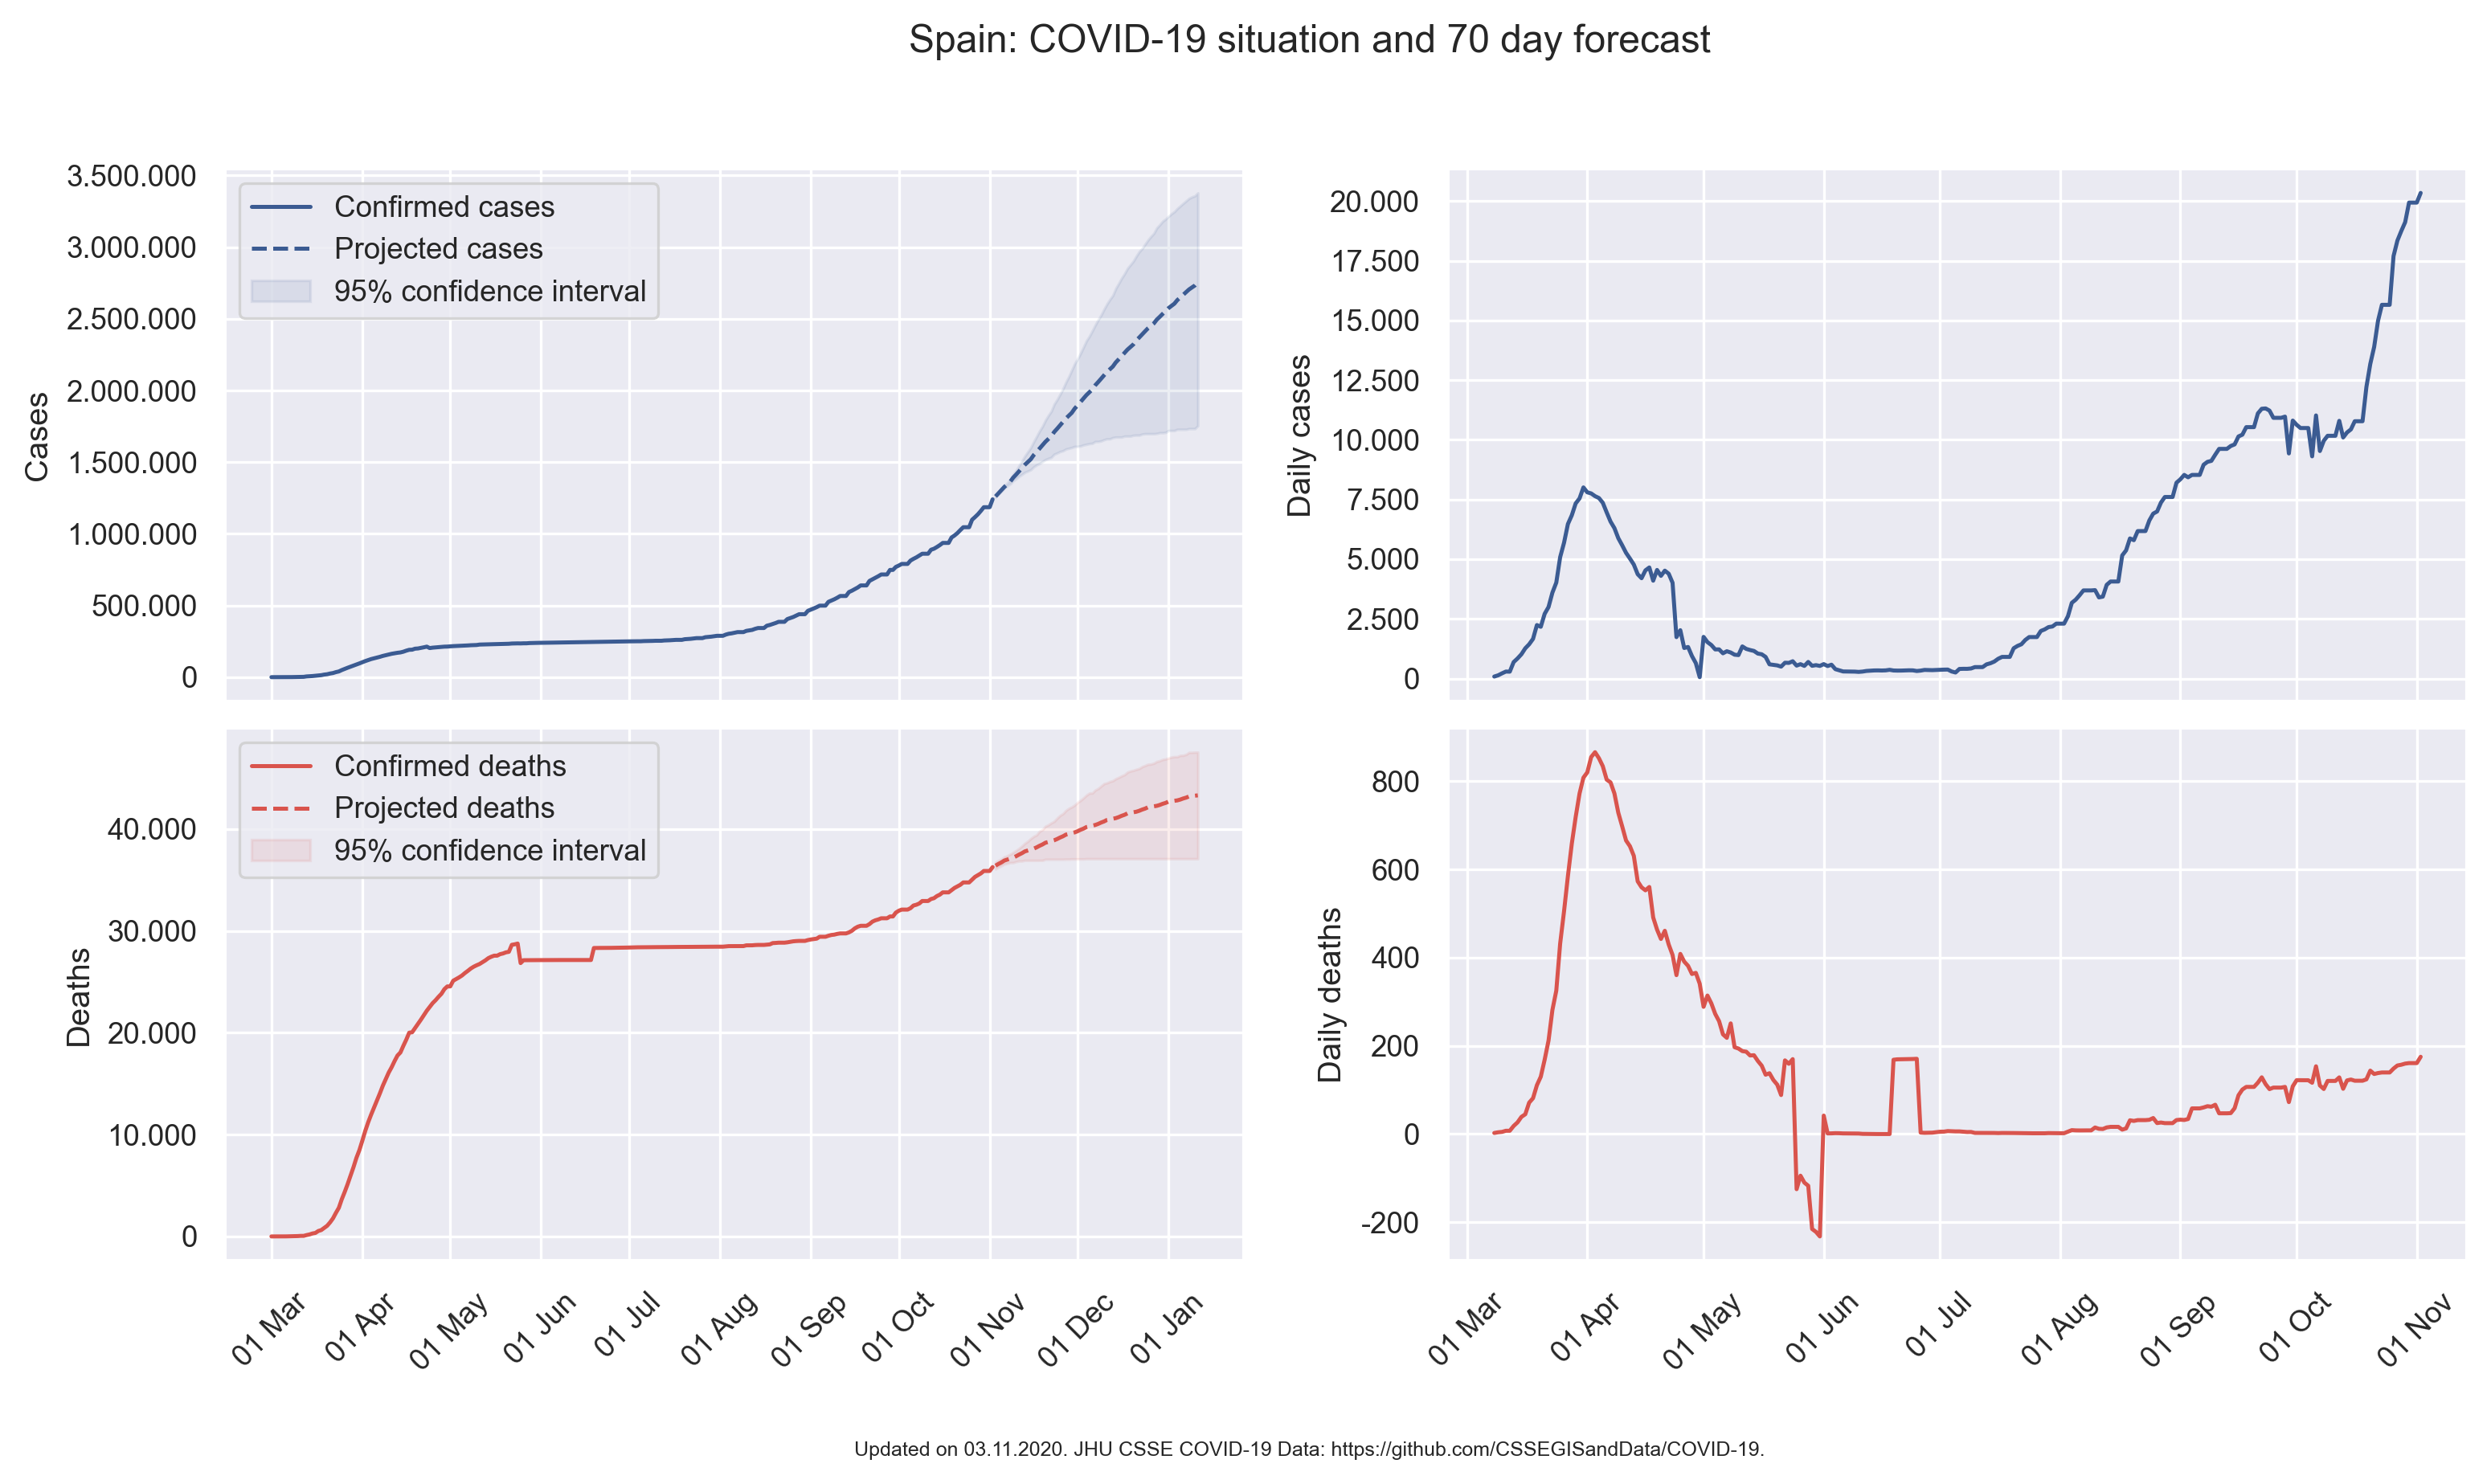 Spain: COVID-19 situation and 70 day forecast
3.500.000
3.000.000
2.500.000
2.000.000
1.500.000
1.000.000
500.000
0
Cases
Confirmed cases
Projected cases
95% confidence interval
20.000
17.500
15.000
12.500
10.000
7.500
5.000
2.500
0
Daily cases
40.000
30.000
20.000
10.000
0
Deaths
Confirmed deaths
Projected deaths
95% confidence interval
01 Mar
01 Apr
01 May
01 Jun
01 Jul
01 Aug
01 Sep
01 Oct
01 Nov
01 Dec
01 Jan
800
600
400
200
0
-200
Daily deaths
01 Mar
01 Apr
01 May
01 Jun
01 Jul
01 Aug
01 Sep
01 Oct
01 Nov
Updated on 03.11.2020. JHU CSSE COVID-19 Data: https://github.com/CSSEGISandData/COVID-19.